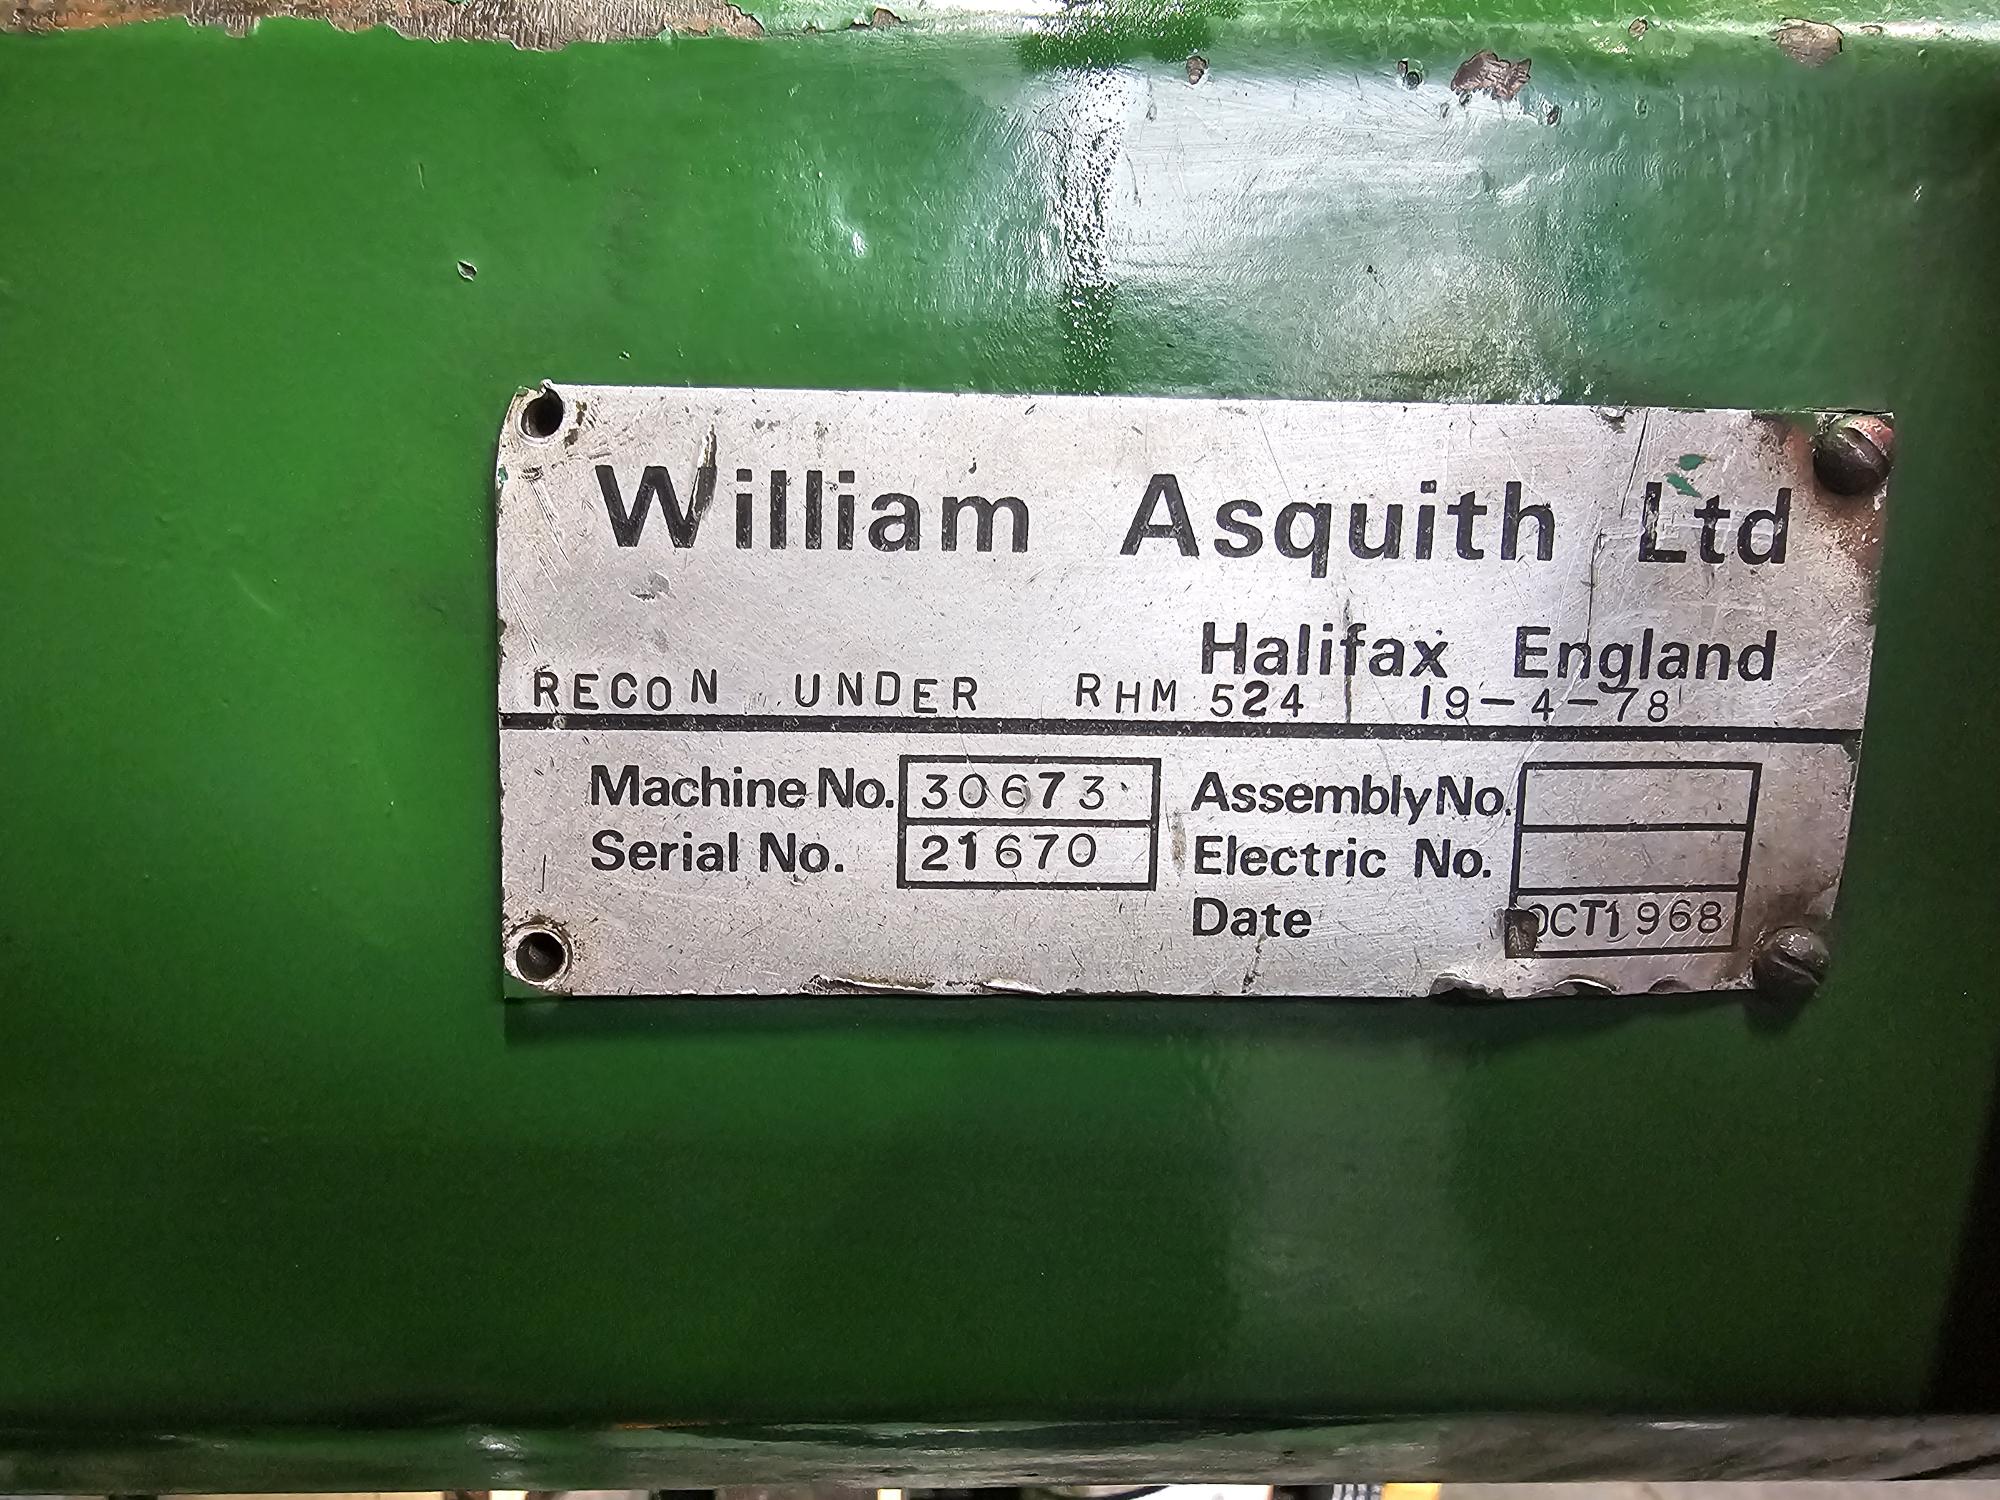 William Asquith Ltd
Halifax England
RECON UNDER RHM 524 19-4-78
Machine No. 30673 Assembly No.
Serial No. 21670 Electric No.
Date OCT1968